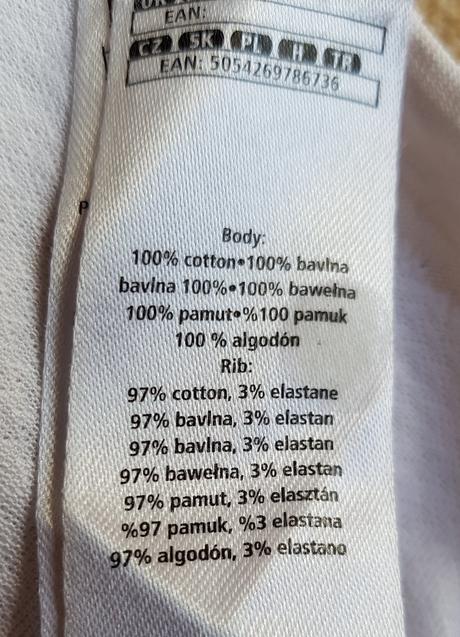 EAN:
CZ SK PL H TR
EAN: 5054269786736
P
Body:
100% cotton•100% bavlna
bavlna 100%•100% bawełna
100% pamut•%100 pamuk
100 % algodón
Rib:
97% cotton, 3% elastane
97% bavlna, 3% elastan
97% bavlna, 3% elastan
97% bawełna, 3% elastan
97% pamut, 3% elasztán
%97 pamuk, %3 elastana
97% algodón, 3% elastano